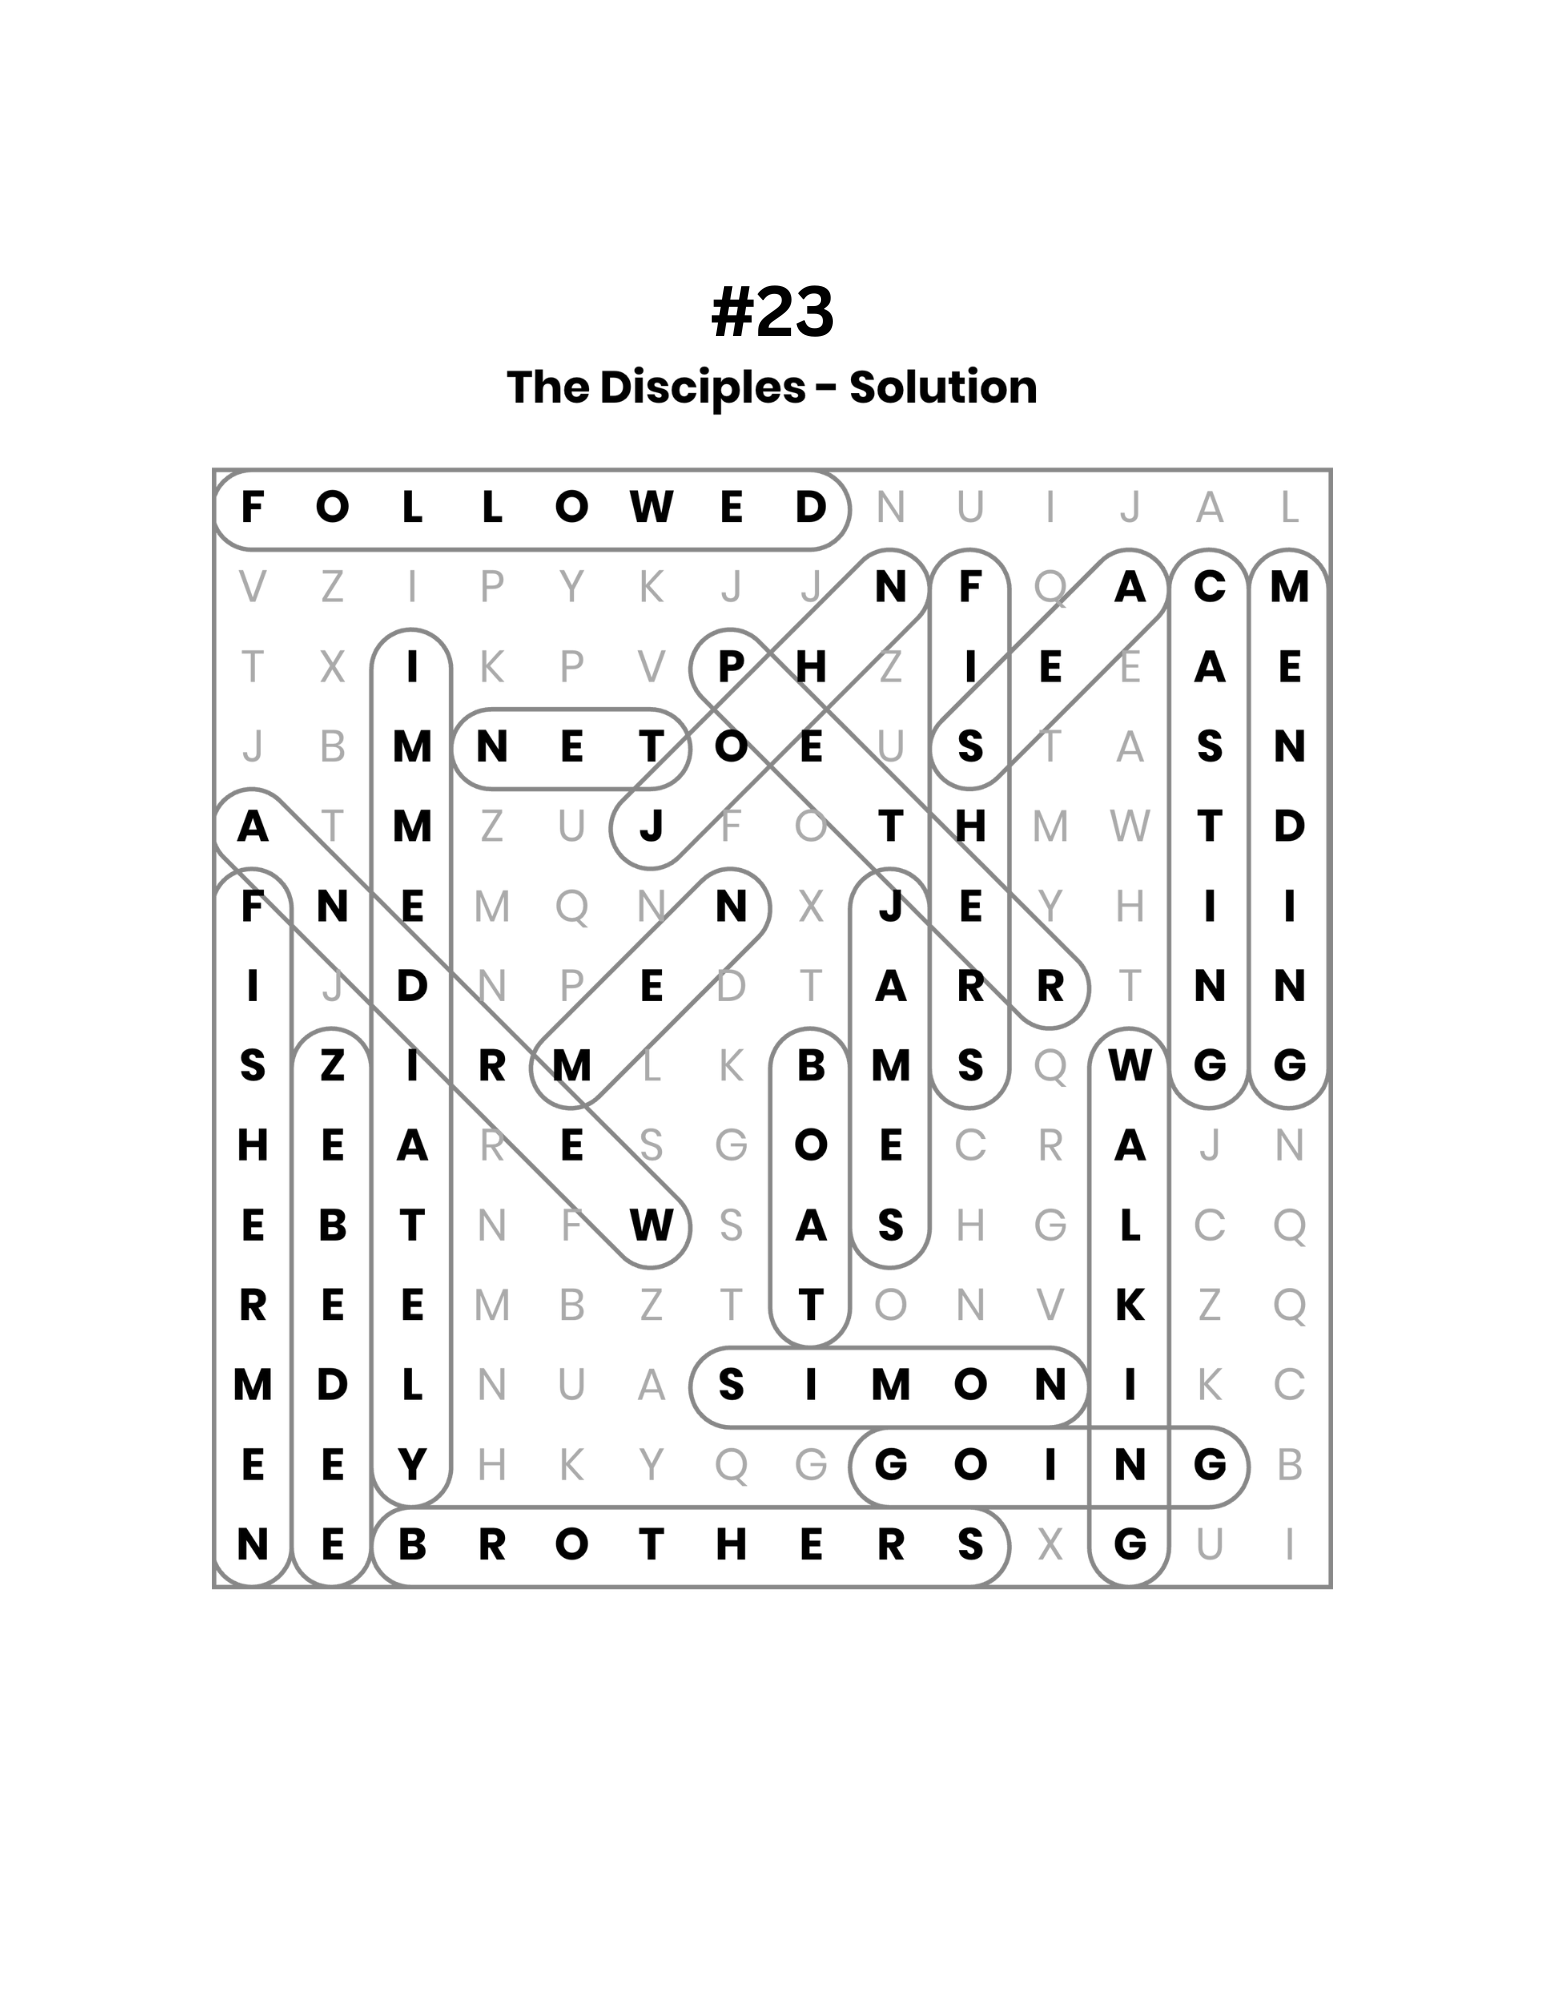 #23
The Disciples - Solution
F O L L O W E D N U I J A L
V Z I P Y K J J N F Q A C M
T X I K P V P H Z I E E A E
J B M N E T O E U S T A S N
A T M Z U J F O T H M W T D
F N E M Q N N X J E Y H I I
I J D N P E D T A R R T N N
S Z I R M L K B M S Q W G G
H E A R E S G O E C R A J N
E B T N F W S A S H G L C Q
R E E M B Z T T O N V K Z Q
M D L N U A S I M O N I K C
E E Y H K Y Q G G O I N G B
N E B R O T H E R S X G U I